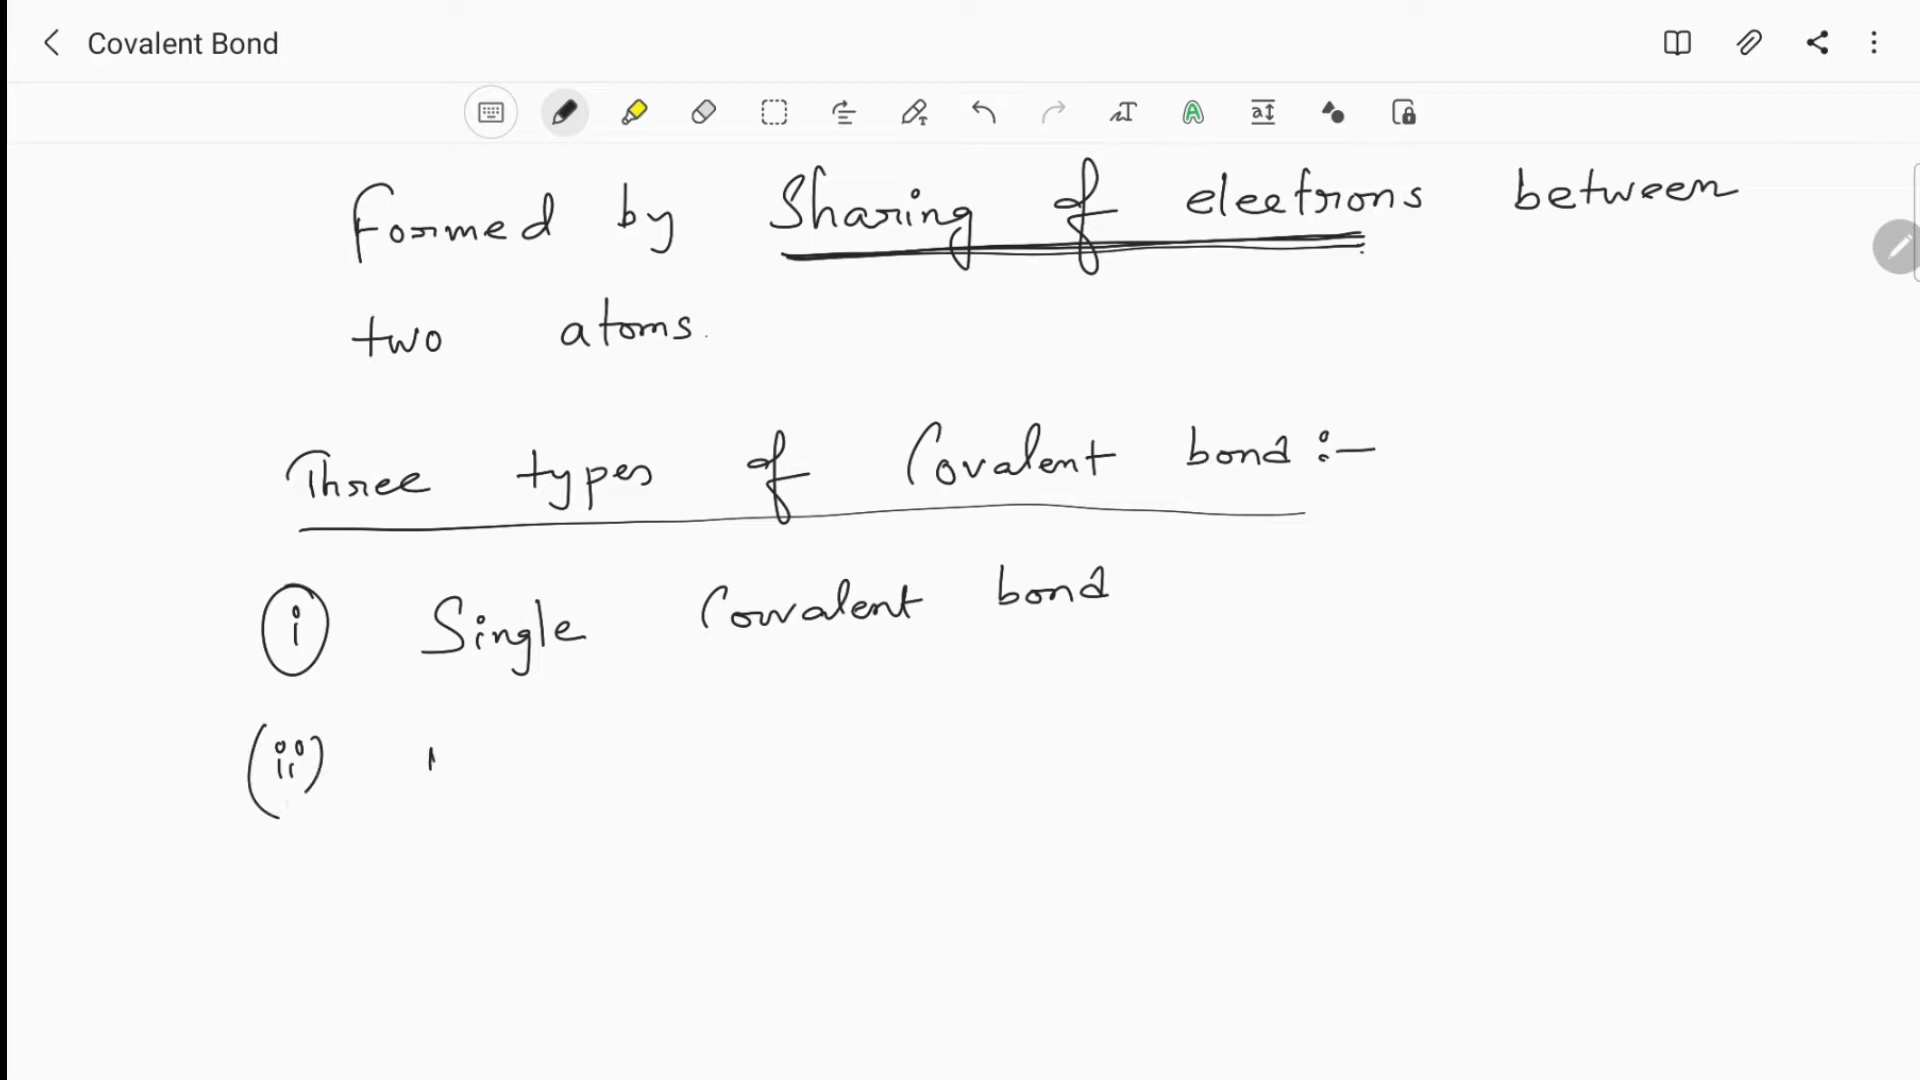 Covalent Bond
Formed by Sharing of electrons between
two atoms.
Three types of Covalent bond :-
(i) Single Covalent bond
(ii)